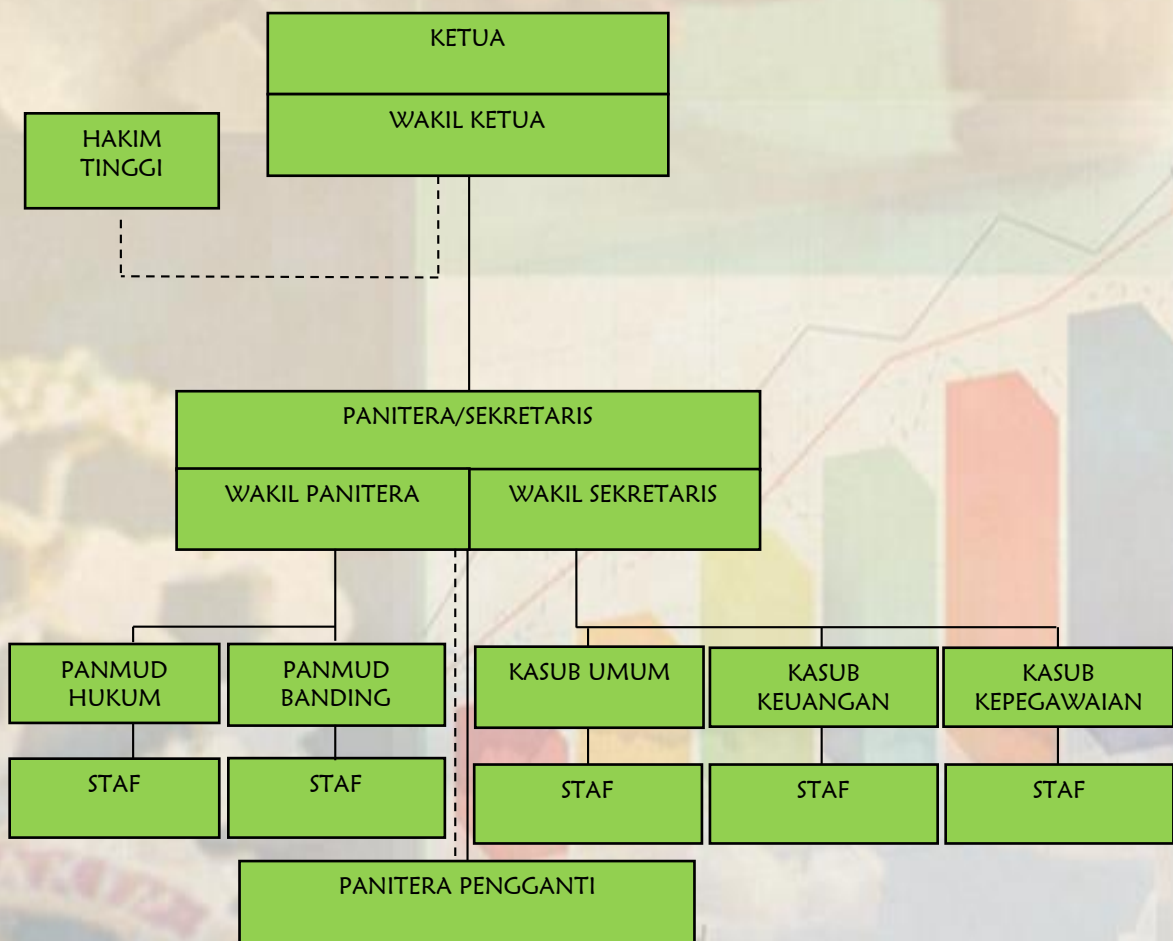 KETUA
WAKIL KETUA
HAKIM
TINGGI
PANITERA/SEKRETARIS
WAKIL PANITERA
WAKIL SEKRETARIS
PANMUD
HUKUM
PANMUD
BANDING
KASUB UMUM
KASUB
KEUANGAN
KASUB
KEPEGAWAIAN
STAF
STAF
STAF
STAF
STAF
PANITERA PENGGANTI